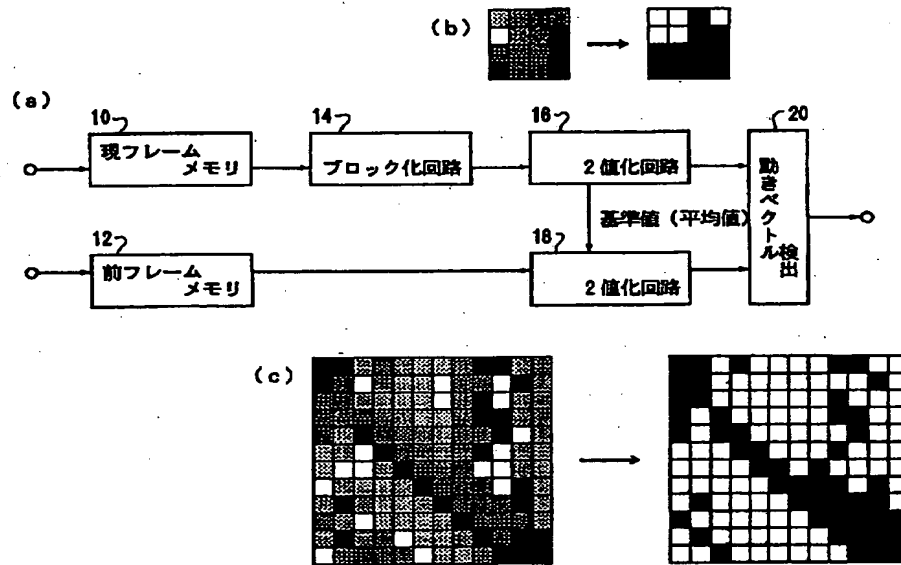 (b)
(a)
10
14
16
20
現フレーム
メモリ
ブロック化回路
2値化回路
動きベクトル
検出
基準値(平均値)
12
18
前フレーム
メモリ
2値化回路
(c)